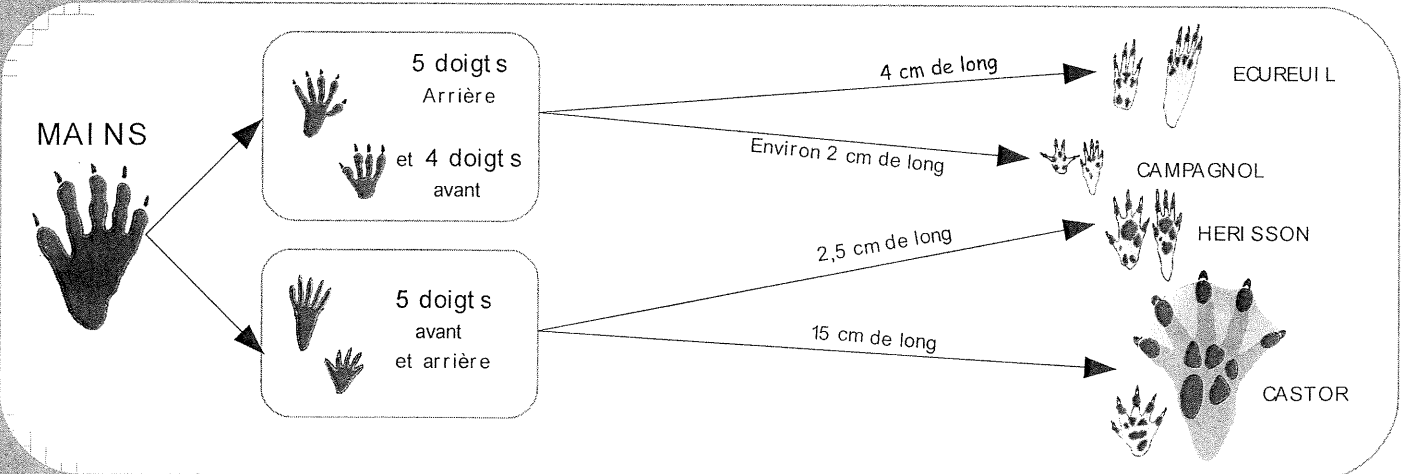 MAINS
5 doigts
Arrière
et 4 doigts
avant
5 doigts
avant
et arrière
4 cm de long
Environ 2 cm de long
2,5 cm de long
15 cm de long
ECUREUIL
CAMPAGNOL
HERISSON
CASTOR